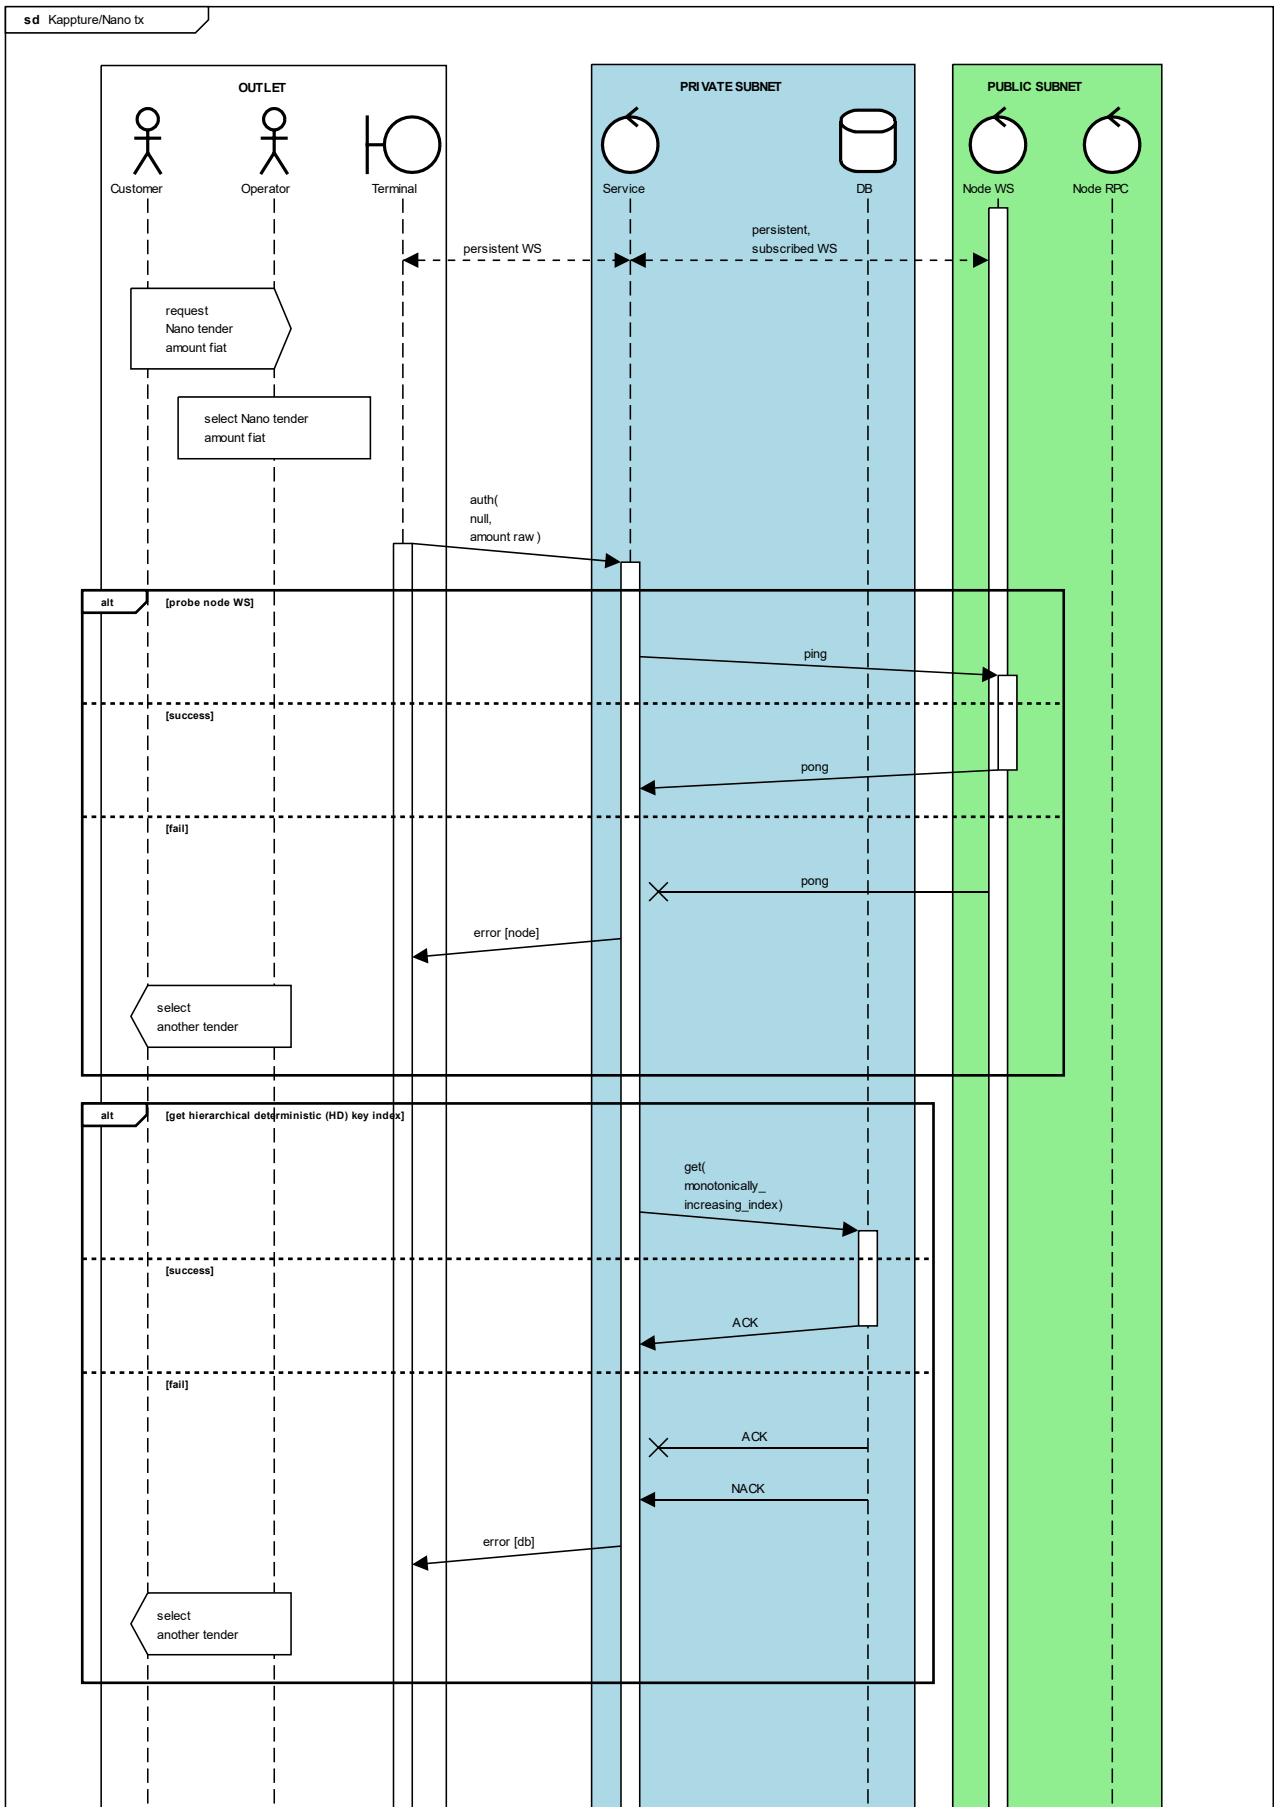 sd Kappture/Nano tx
OUTLET
PRIVATE SUBNET
PUBLIC SUBNET
Customer
Operator
Terminal
Service
DB
Node WS
Node RPC
persistent WS
persistent,
subscribed WS
request
Nano tender
amount fiat
select Nano tender
amount fiat
auth(
null,
amount raw )
alt [probe node WS]
ping
[success]
pong
[fail]
pong
error [node]
select
another tender
alt [get hierarchical deterministic (HD) key index]
get(
monotonically_
increasing_index)
[success]
ACK
[fail]
ACK
NACK
error [db]
select
another tender